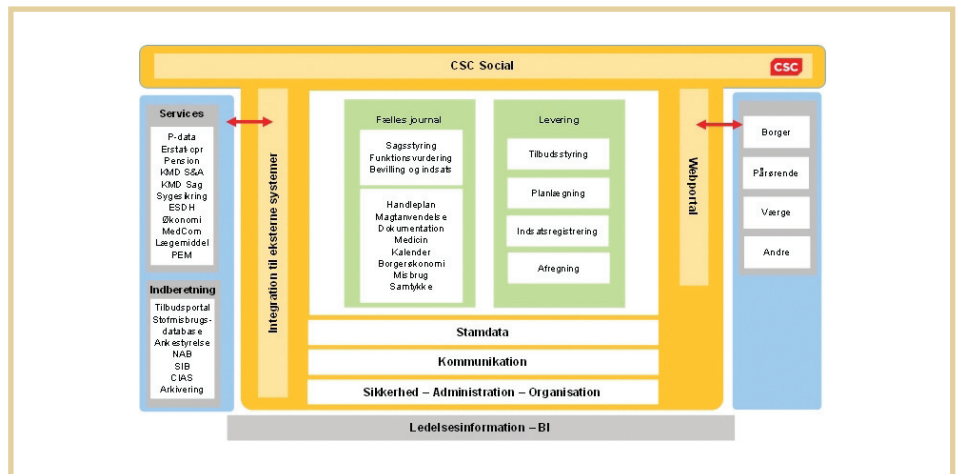 CSC Social
CSC
Services
P-data
Erstat-cpr
Pension
KMD S&A
KMD Sag
Sygesikring
ESDH
Økonomi
MedCom
Lægemiddel
PEM
Indberetning
Tilbudsportal
Stofmisbrugs-
database
Ankestyrelse
NAB
SIB
CIAS
Arkivering
Integration til eksterne systemer
Fælles journal
Sagsstyring
Funktionsvurdering
Bevilling og indsats
Handleplan
Magtanvendelse
Dokumentation
Medicin
Kalender
Borgerøkonomi
Misbrug
Samtykke
Levering
Tilbudsstyring
Planlægning
Indsatsregistrering
Afregning
Webportal
Borger
Pårørende
Værge
Andre
Stamdata
Kommunikation
Sikkerhed – Administration – Organisation
Ledelsesinformation – BI